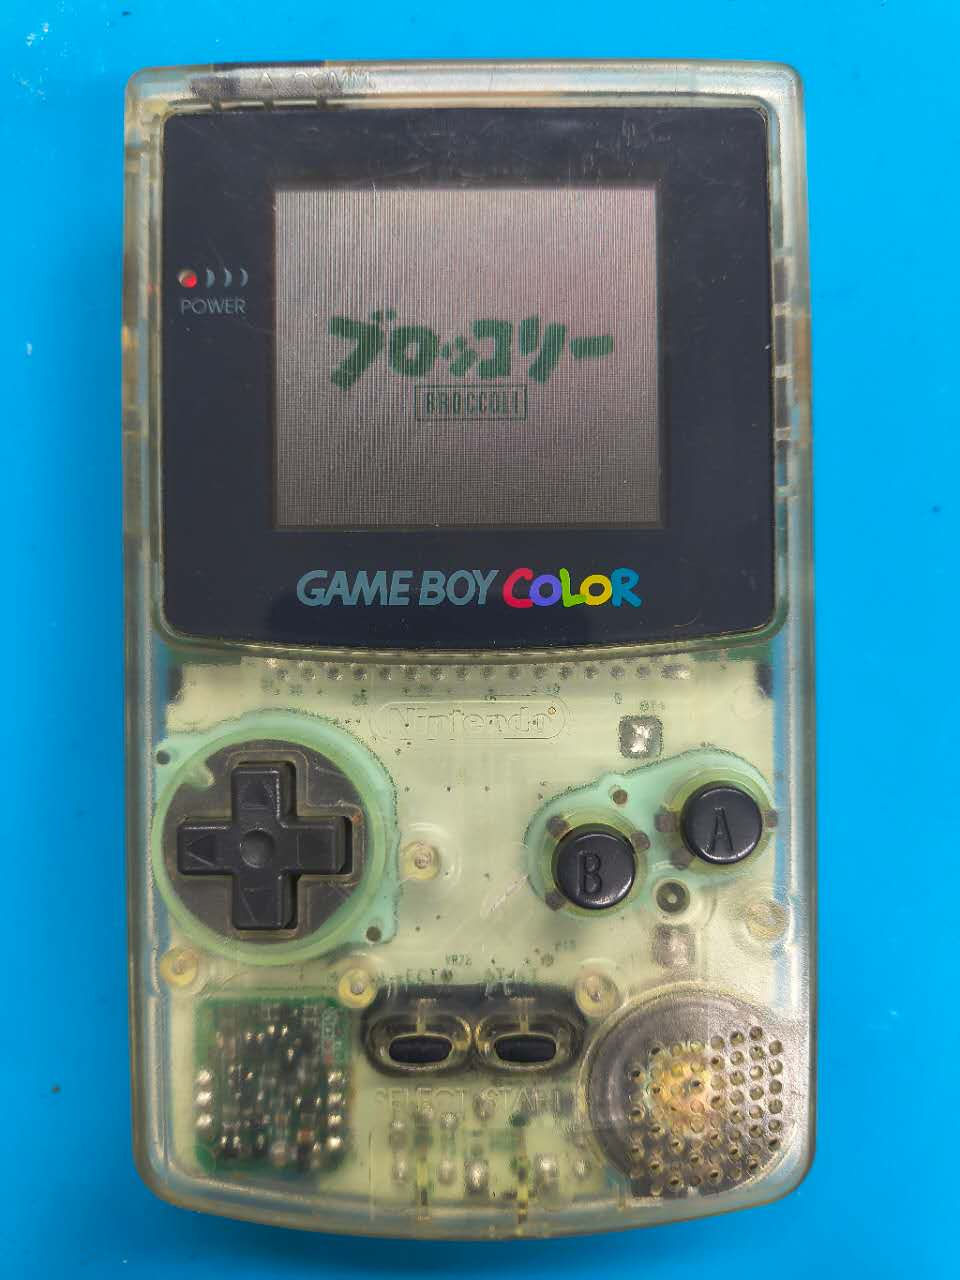 COMM.
POWER
ブロッコリー
BROCCOLI
GAME BOY COLOR
Nintendo®
B
A
SELECT START